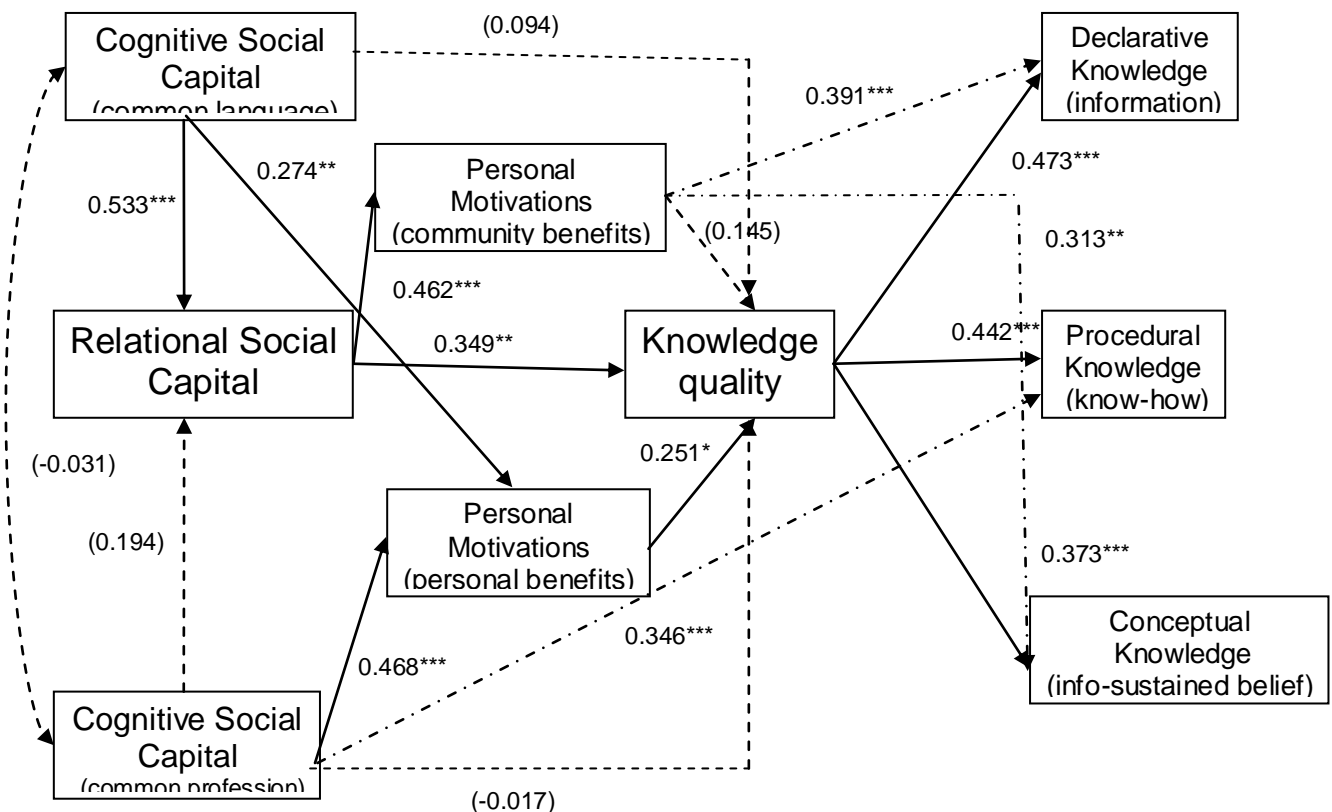 Cognitive Social
Capital
(common language)
(0.094)
Declarative
Knowledge
(information)
0.391***
0.274**
Personal
Motivations
(community benefits)
0.473***
0.533***
(0.145)
0.313**
0.462***
Relational Social
Capital
0.349**
Knowledge
quality
0.442***
Procedural
Knowledge
(know-how)
(-0.031)
0.251*
(0.194)
Personal
Motivations
(personal benefits)
0.373***
0.346***
0.468***
Conceptual
Knowledge
(info-sustained belief)
Cognitive Social
Capital
(common profession)
(-0.017)